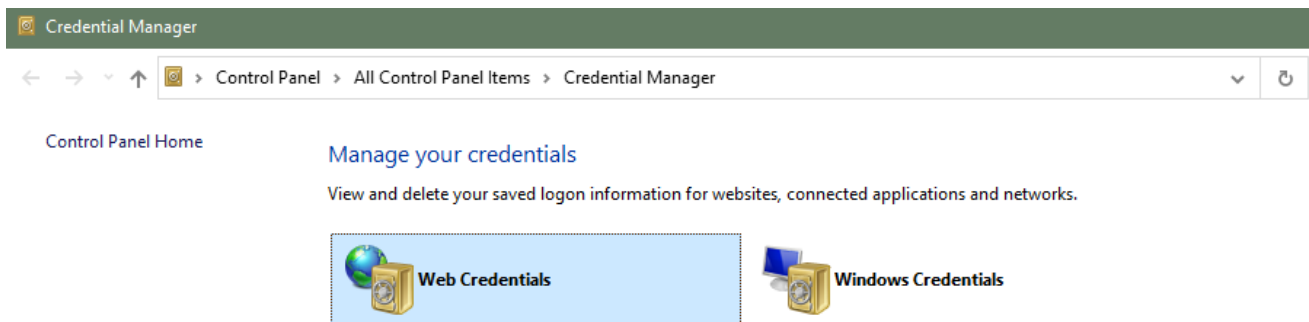 Credential Manager
Control Panel > All Control Panel Items > Credential Manager
Control Panel Home
Manage your credentials
View and delete your saved logon information for websites, connected applications and networks.
Web Credentials
Windows Credentials